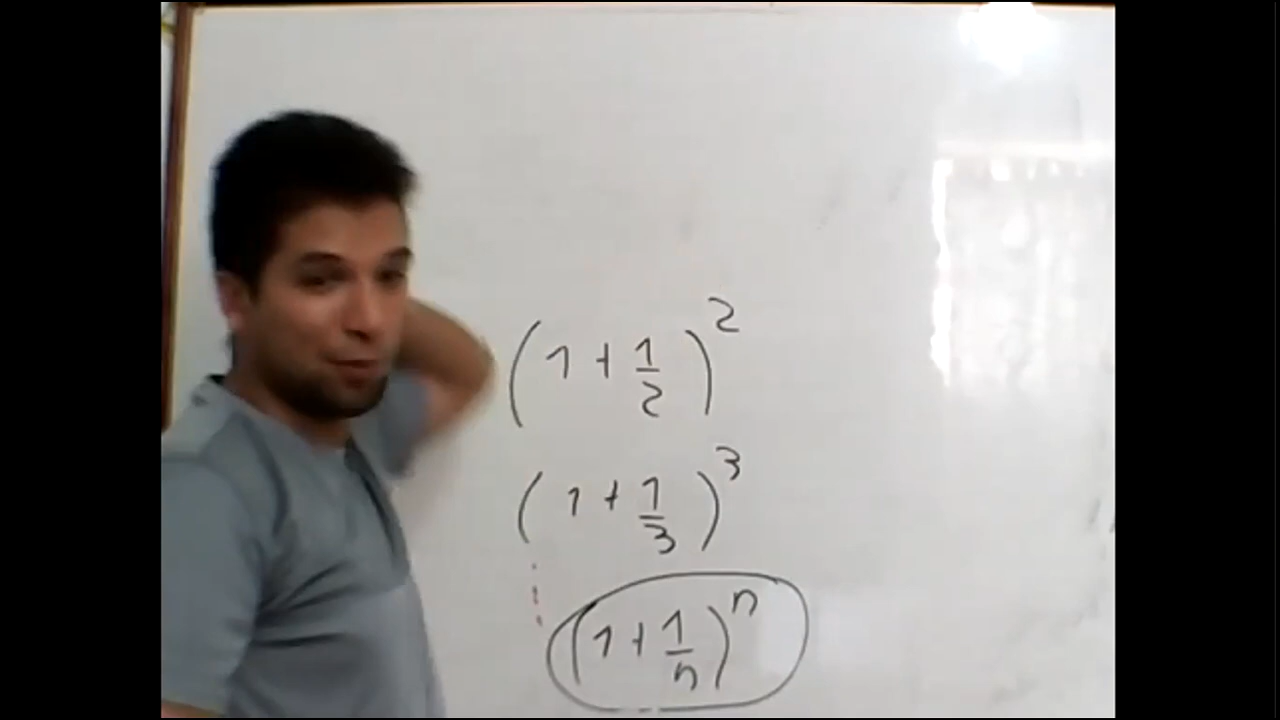 (1 + 1/2)^2
(1 + 1/3)^3
(1 + 1/n)^n